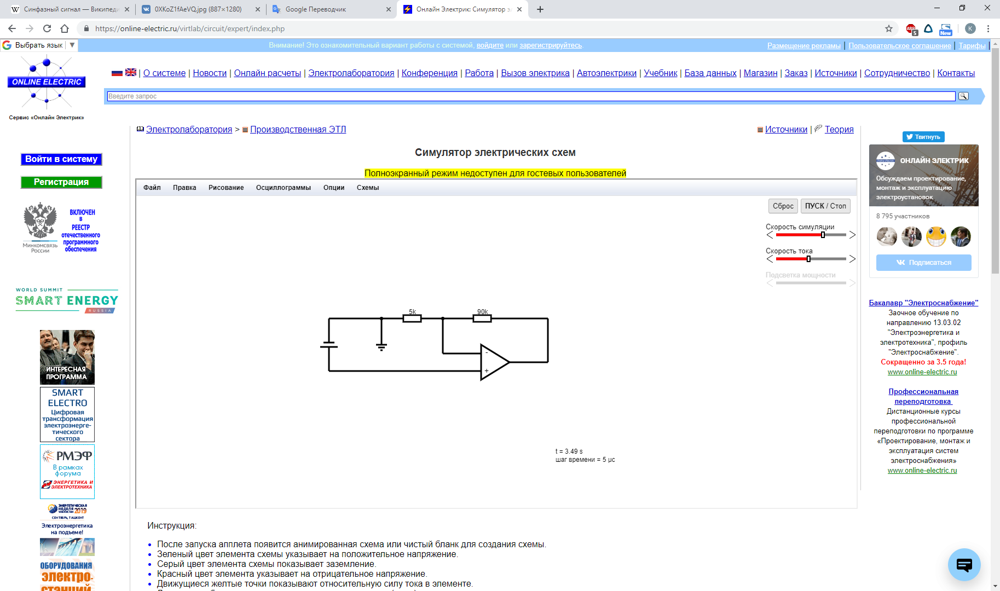 Синфазный сигнал — Википеди
0XKoZ1fAeVQ.jpg (887×1280)
Google Переводчик
Онлайн Электрик: Симулятор э
https://online-electric.ru/virtlab/circuit/expert/index.php
ABP
5
New
K
Выбрать язык ▼
Внимание! Это ознакомительный вариант работы с системой, войдите или зарегистрируйтесь.
Размещение рекламы | Пользовательское соглашение | Тарифы |
ONLINE ELECTRIC
Сервис «Онлайн Электрик»
| О системе | Новости | Онлайн расчеты | Электролаборатория | Конференция | Работа | Вызов электрика | Автоэлектрики | Учебник | База данных | Магазин | Заказ | Источники | Сотрудничество | Контакты
Введите запрос
Электролаборатория > Производственная ЭТЛ
Источники | Теория
Симулятор электрических схем
Полноэкранный режим недоступен для гостевых пользователей
Файл Правка Рисование Осциллограммы Опции Схемы
Сброс
ПУСК / Стоп
Скорость симуляции
Скорость тока
Подсветка мощности
5k
90k
-
+
t = 3.49 s
шаг времени = 5 µс
Инструкция:
После запуска апплета появится анимированная схема или чистый бланк для создания схемы.
Зеленый цвет элемента схемы указывает на положительное напряжение.
Серый цвет элемента схемы показывает заземление.
Красный цвет элемента указывает на отрицательное напряжение.
Движущиеся желтые точки показывают относительную силу тока в элементе.
Войти в систему
Регистрация
Минкомсвязь
России
ВКЛЮЧЕН
В
РЕЕСТР
отечественного
программного
обеспечения
WORLD SUMMIT
SMART ENERGY
RUSSIA
ИНТЕРЕСНАЯ
ПРОГРАММА
SMART
ELECTRO
Цифровая
трансформация
электроэнерге-
тического
сектора
РМЭФ
В рамках
форума
ЭНЕРГЕТИКА И
ЭЛЕКТРОТЕХНИКА
ЭНЕРГЕТИЧЕСКАЯ
НЕДЕЛЯ
УЗБЕКИСТАН
2019
СЕНТЯБРЬ, ТАШКЕНТ
Электроэнергетика
на подъеме!
ОБОРУДОВАНИЯ
электро-
станций
Твитнуть
ОНЛАЙН ЭЛЕКТРИК
Обсуждаем проектирование,
монтаж и эксплуатацию
электроустановок
8 795 участников
Подписаться
Бакалавр "Электроснабжение"
Заочное обучение по
направлению 13.03.02
"Электроэнергетика и
электротехника", профиль
"Электроснабжение".
Сокращенно за 3.5 года!
www.online-electric.ru
Профессиональная
переподготовка
Дистанционные курсы
профессиональной
переподготовки по программе
«Проектирование, монтаж и
эксплуатация систем
электроснабжения»
www.online-electric.ru